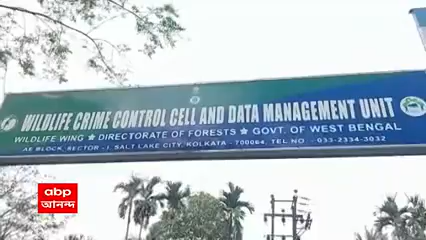 WILDLIFE CRIME CONTROL CELL AND DATA MANAGEMENT UNIT
WILDLIFE WING ★ DIRECTORATE OF FORESTS ★ GOVT. OF WEST BENGAL
AE BLOCK, SECTOR - I, SALT LAKE CITY, KOLKATA - 700064, TEL NO - 033-2334-3032
abp
আনন্দ